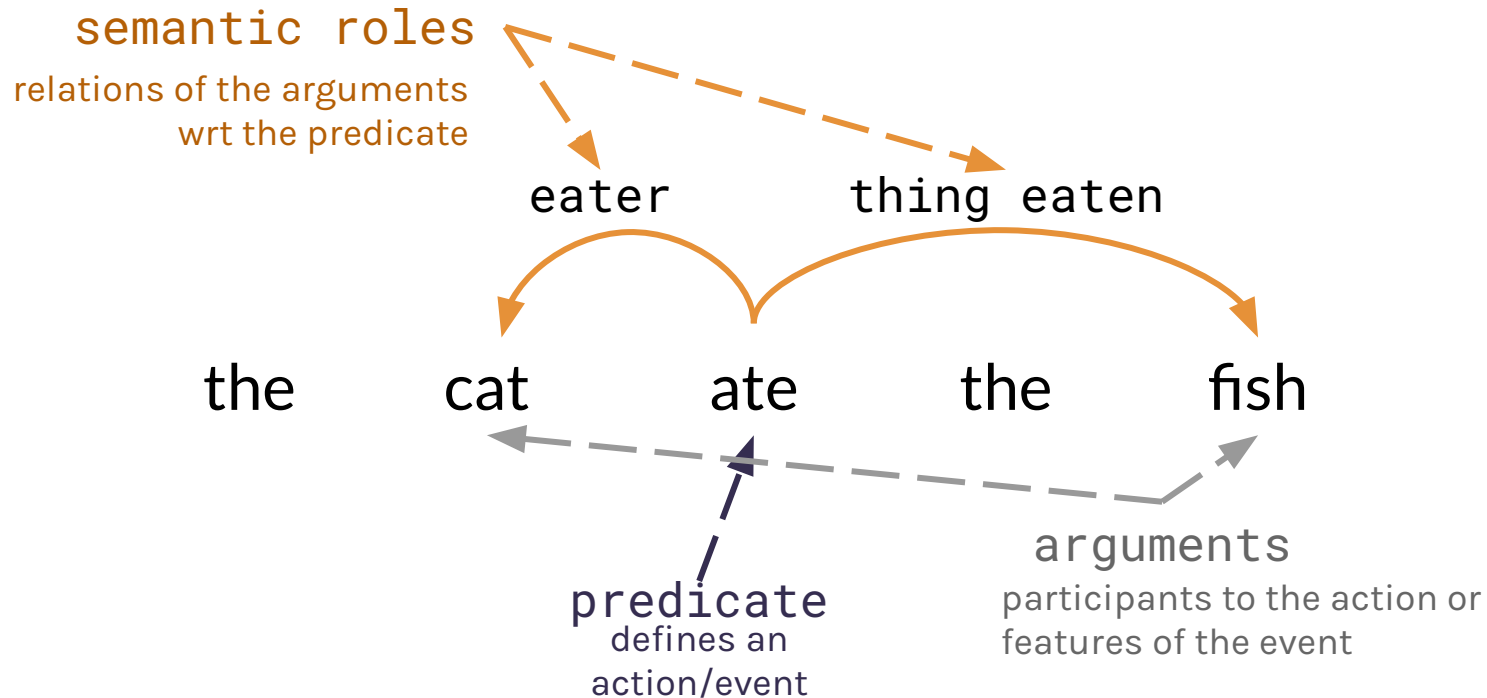 semantic roles
relations of the arguments
wrt the predicate
eater thing eaten
the cat ate the fish
arguments
participants to the action or
features of the event
predicate
defines an
action/event